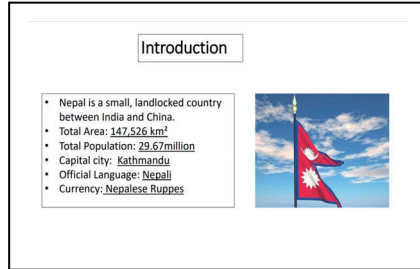 Introduction
• Nepal is a small, landlocked country
between India and China.
• Total Area: 147,526 km²
• Total Population: 29.67million
• Capital city: Kathmandu
• Official Language: Nepali
• Currency: Nepalese Ruppes